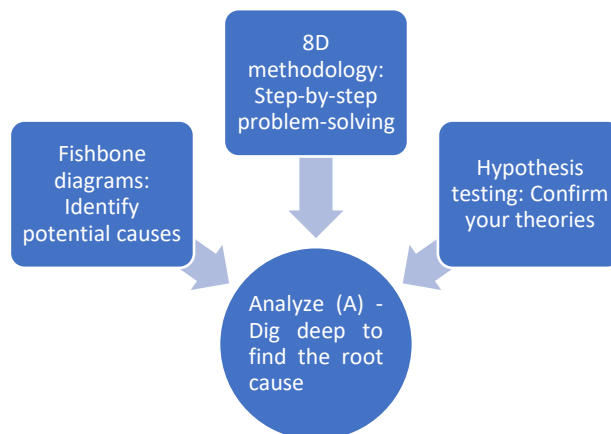 8D
methodology:
Step-by-step
problem-solving
Fishbone
diagrams:
Identify
potential causes
Hypothesis
testing: Confirm
your theories
Analyze (A) -
Dig deep to
find the root
cause